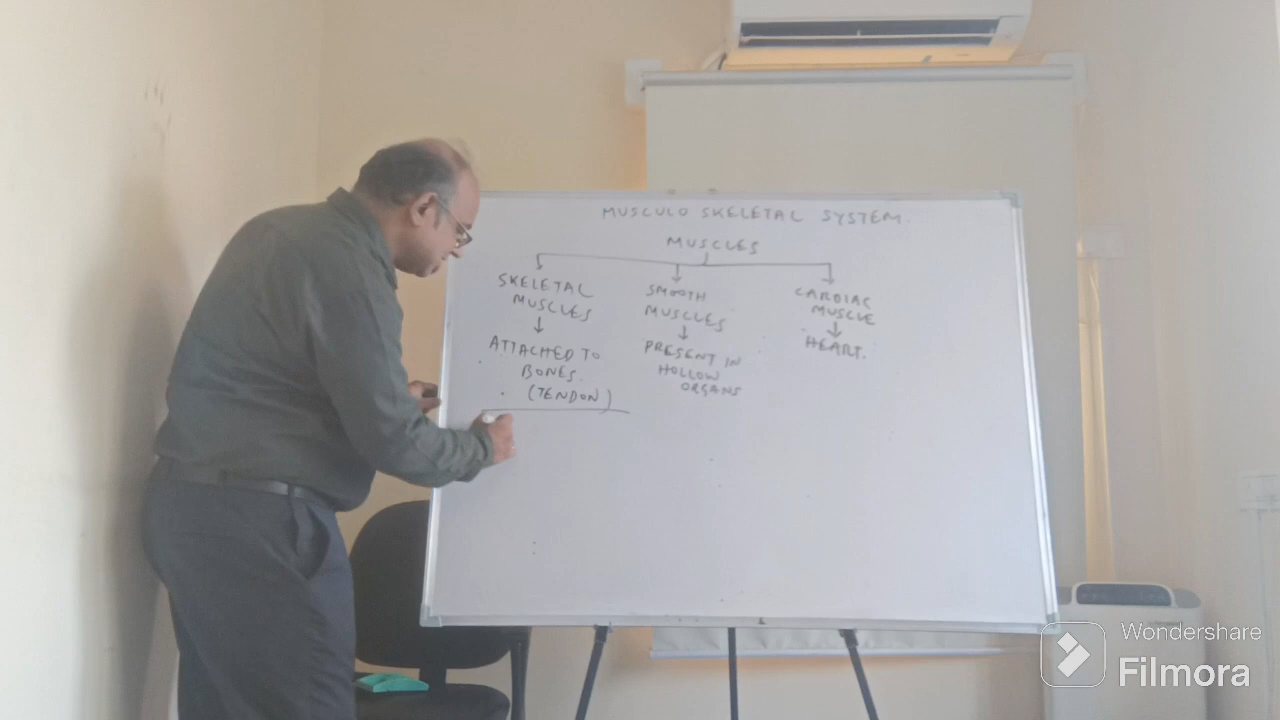 MUSCULO SKELETAL SYSTEM.
MUSCLES
SKELETAL
MUSCLES
ATTACHED TO
BONES.
(TENDON)
SMOOTH
MUSCLES
PRESENT IN
HOLLOW
ORGANS
CARDIAC
MUSCLE
HEART.
Wondershare
Filmora